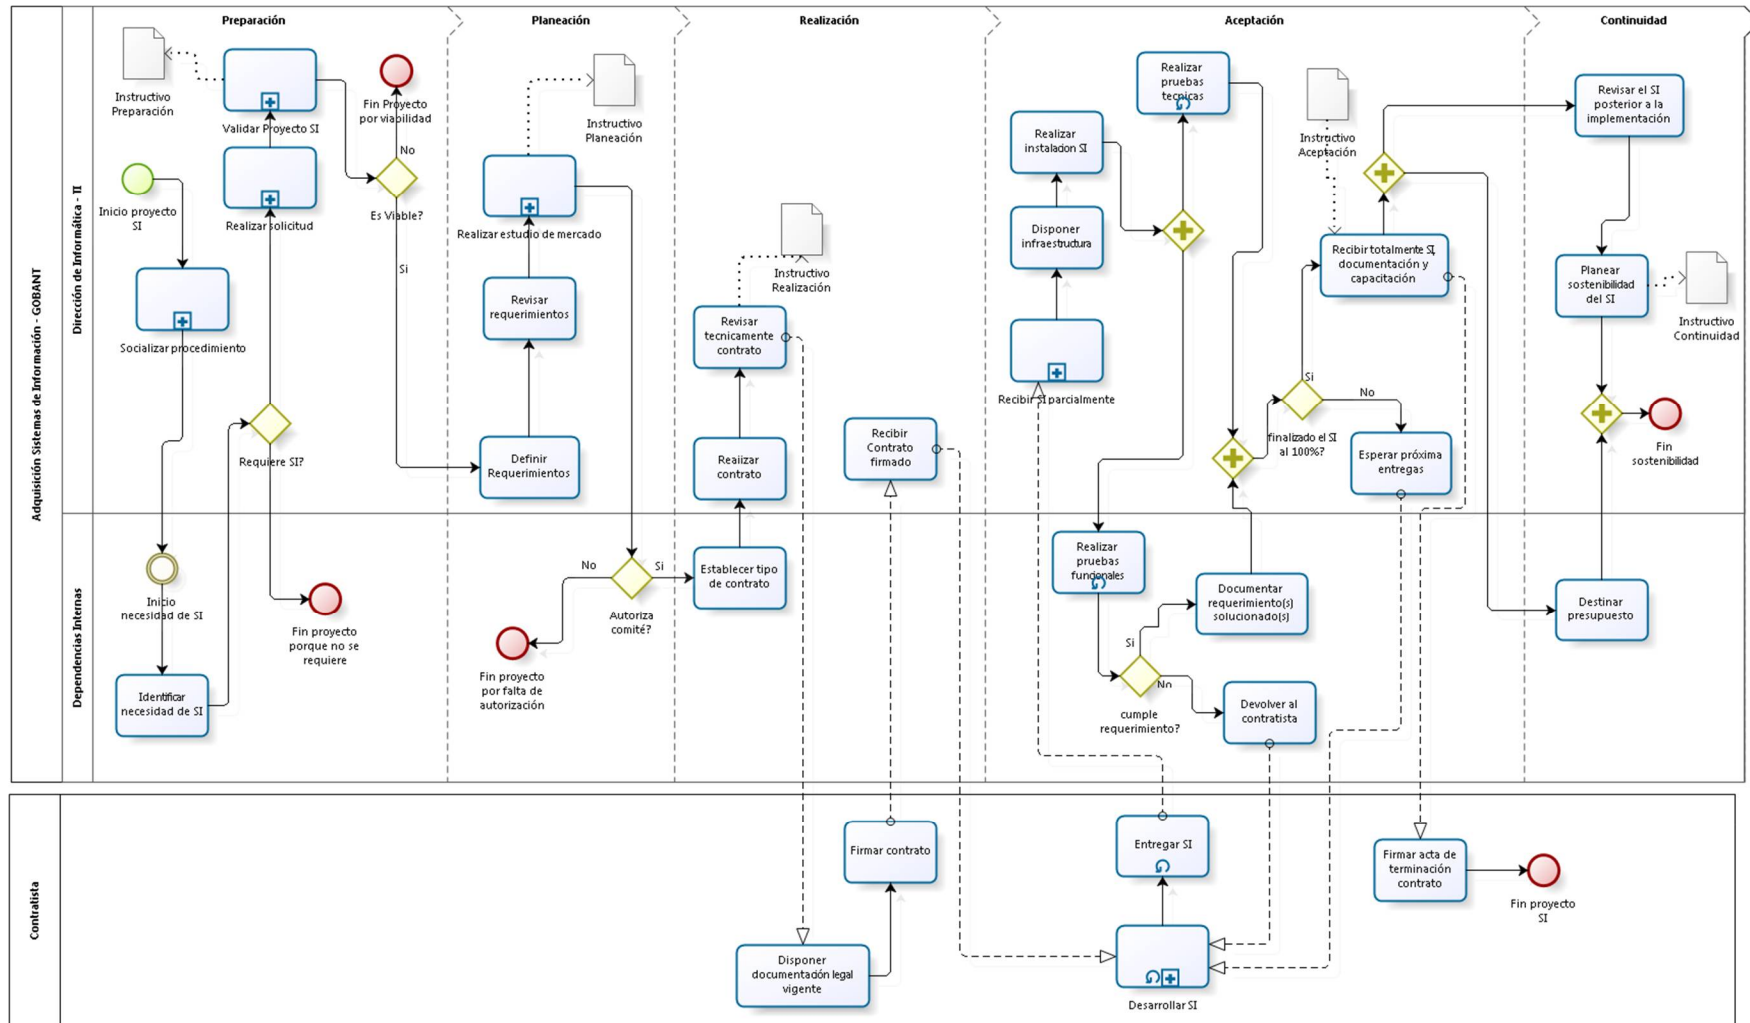 Adquisición Sistemas de Información - GOBANT
Dirección de Informática - II
Dependencias Internas
Contratista
Preparación
Planeación
Realización
Aceptación
Continuidad
Instructivo
Preparación
Validar Proyecto SI
Fin Proyecto
por viabilidad
No
Es Viable?
Si
Inicio proyecto
SI
Realizar solicitud
Socializar procedimiento
Requiere SI?
Inicio
necesidad de SI
Identificar
necesidad de SI
Fin proyecto
porque no se
requiere
Instructivo
Planeación
Realizar estudio de mercado
Revisar
requerimientos
Definir
Requerimientos
No
Si
Autoriza
comité?
Fin proyecto
por falta de
autorización
Instructivo
Realización
Revisar
tecnicamente
contrato
Reaiizar
contrato
Establecer tipo
de contrato
Recibir
Contrato
firmado
Realizar
pruebas
tecnicas
Realizar
instalacion SI
Disponer
infraestructura
Recibir SI parcialmente
Instructivo
Aceptación
Recibir totalmente SI,
documentación y
capacitación
Si
No
finalizado el SI
al 100%?
Esperar próxima
entregas
Realizar
pruebas
funcionales
Documentar
requerimiento(s)
solucionado(s)
Si
No
cumple
requerimiento?
Devolver al
contratista
Revisar el SI
posterior a la
implementación
Planear
sostenibilidad
del SI
Instructivo
Continuidad
Fin
sostenibilidad
Destinar
presupuesto
Firmar contrato
Disponer
documentación legal
vigente
Entregar SI
Desarrollar SI
Firmar acta de
terminación
contrato
Fin proyecto
SI